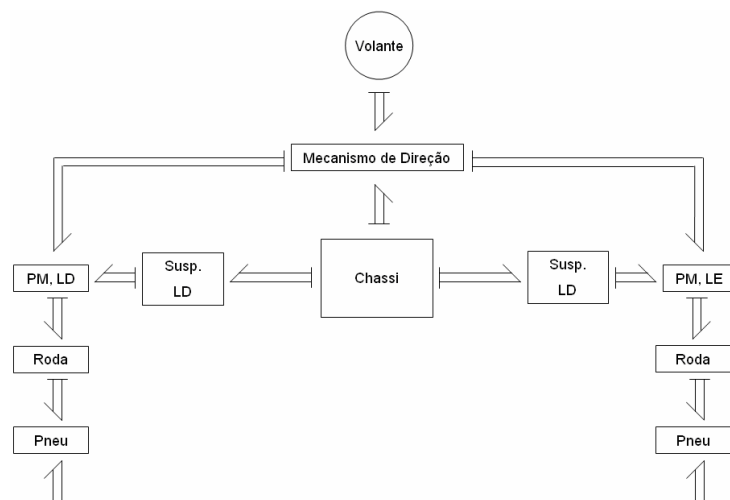 Volante
Mecanismo de Direção
PM, LD
Susp.
LD
Chassi
Susp.
LD
PM, LE
Roda
Roda
Pneu
Pneu